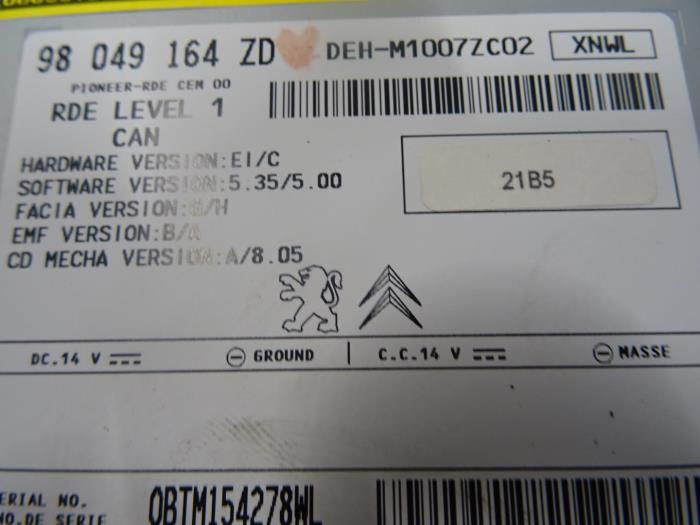 98 049 164 ZD DEH-M1007ZC02 XNWL
PIONEER-RDE CEM 00
RDE LEVEL 1
CAN
HARDWARE VERSION:EI/C
SOFTWARE VERSION:5.35/5.00
21B5
FACIA VERSION:G/H
EMF VERSION:B/A
CD MECHA VERSION:A/8.05
DC.14 V GROUND C.C.14 V MASSE
SERIAL NO. OBTM154278WL
NO.DE SERIE